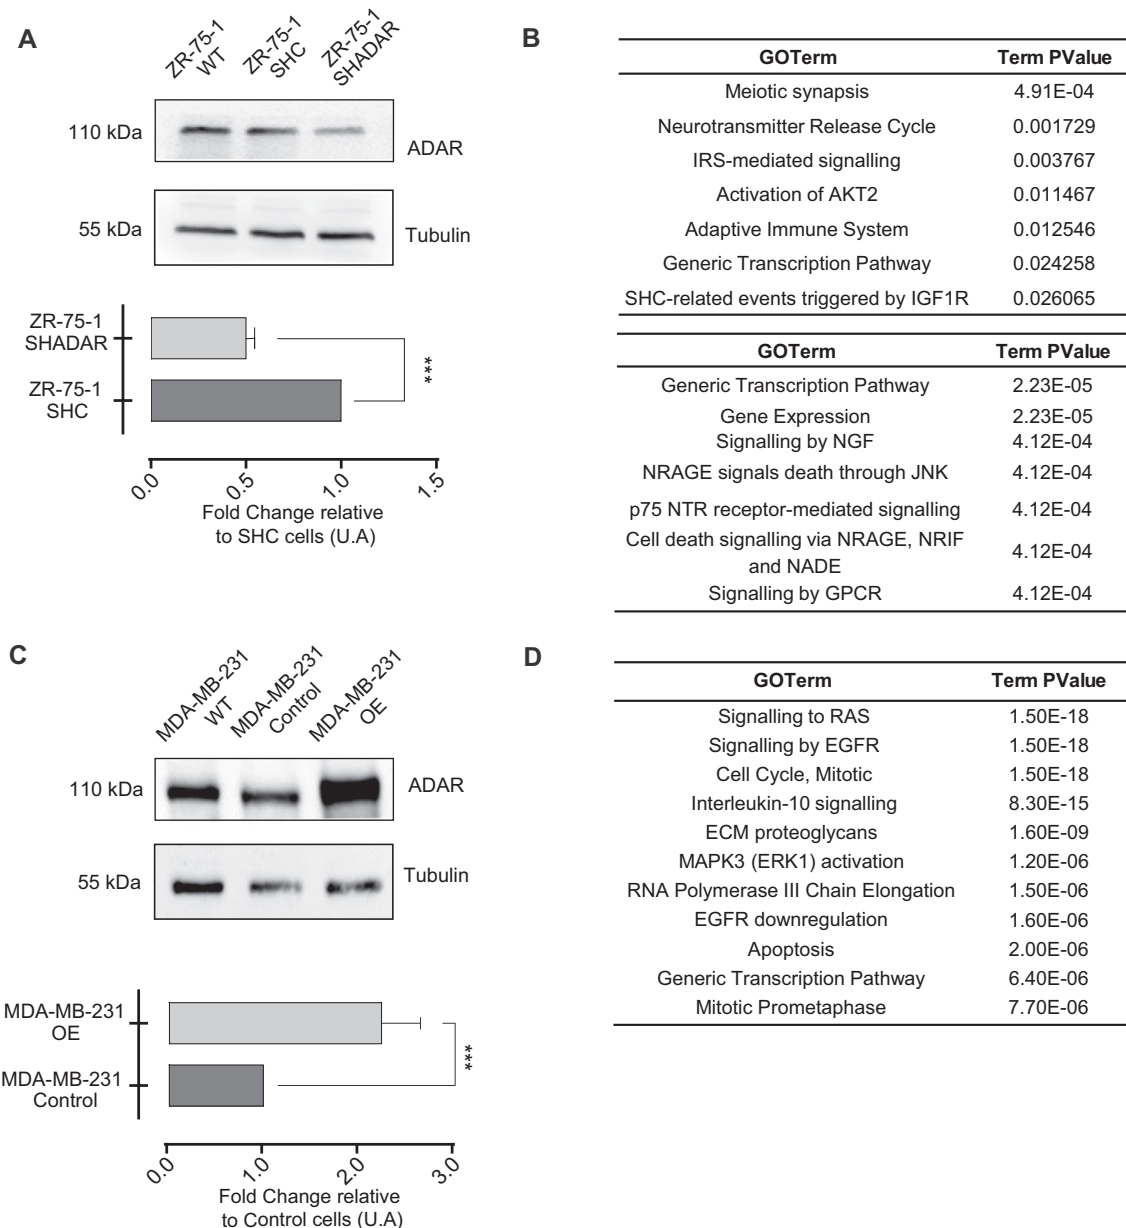 A
ZR-75-1
WT
ZR-75-1
SHC
ZR-75-1
SHADAR
110 kDa
ADAR
55 kDa
Tubulin
ZR-75-1
SHADAR
ZR-75-1
SHC
***
0.0
0.5
1.0
1.5
Fold Change relative
to SHC cells (U.A)
B
GOTerm Term PValue
Meiotic synapsis 4.91E-04
Neurotransmitter Release Cycle 0.001729
IRS-mediated signalling 0.003767
Activation of AKT2 0.011467
Adaptive Immune System 0.012546
Generic Transcription Pathway 0.024258
SHC-related events triggered by IGF1R 0.026065
GOTerm Term PValue
Generic Transcription Pathway 2.23E-05
Gene Expression 2.23E-05
Signalling by NGF 4.12E-04
NRAGE signals death through JNK 4.12E-04
p75 NTR receptor-mediated signalling 4.12E-04
Cell death signalling via NRAGE, NRIF
and NADE 4.12E-04
Signalling by GPCR 4.12E-04
C
MDA-MB-231
WT
MDA-MB-231
Control
MDA-MB-231
OE
110 kDa
ADAR
55 kDa
Tubulin
MDA-MB-231
OE
MDA-MB-231
Control
***
0.0
1.0
2.0
3.0
Fold Change relative
to Control cells (U.A)
D
GOTerm Term PValue
Signalling to RAS 1.50E-18
Signalling by EGFR 1.50E-18
Cell Cycle, Mitotic 1.50E-18
Interleukin-10 signalling 8.30E-15
ECM proteoglycans 1.60E-09
MAPK3 (ERK1) activation 1.20E-06
RNA Polymerase III Chain Elongation 1.50E-06
EGFR downregulation 1.60E-06
Apoptosis 2.00E-06
Generic Transcription Pathway 6.40E-06
Mitotic Prometaphase 7.70E-06